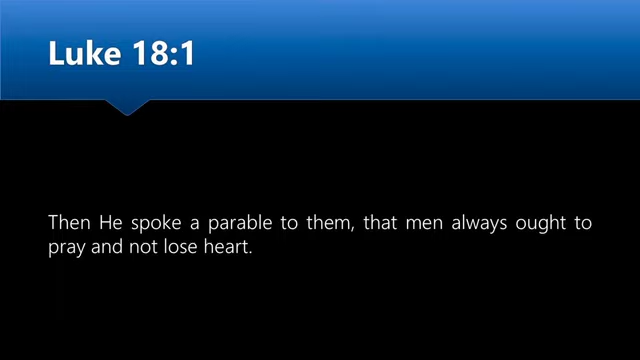 Luke 18:1
Then He spoke a parable to them, that men always ought to
pray and not lose heart.